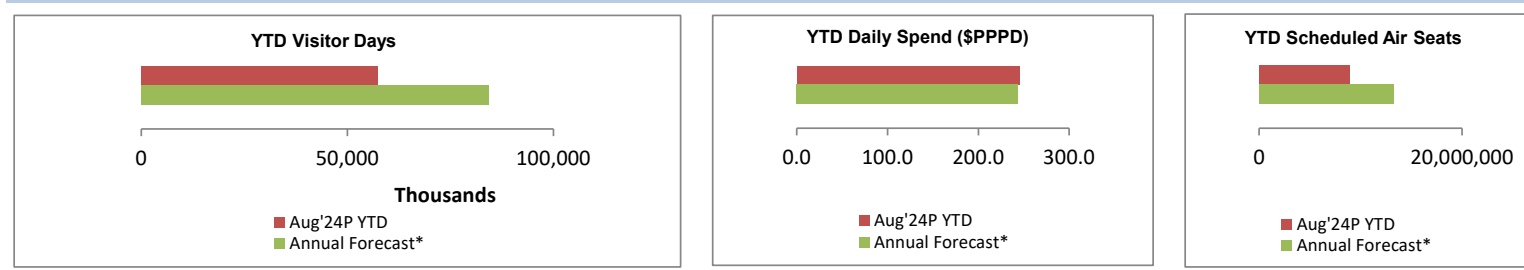 YTD Visitor Days
0 50,000 100,000
Thousands
Aug'24P YTD
Annual Forecast*
YTD Daily Spend ($PPPD)
0.0 100.0 200.0 300.0
Aug'24P YTD
Annual Forecast*
YTD Scheduled Air Seats
0 20,000,000
Aug'24P YTD
Annual Forecast*